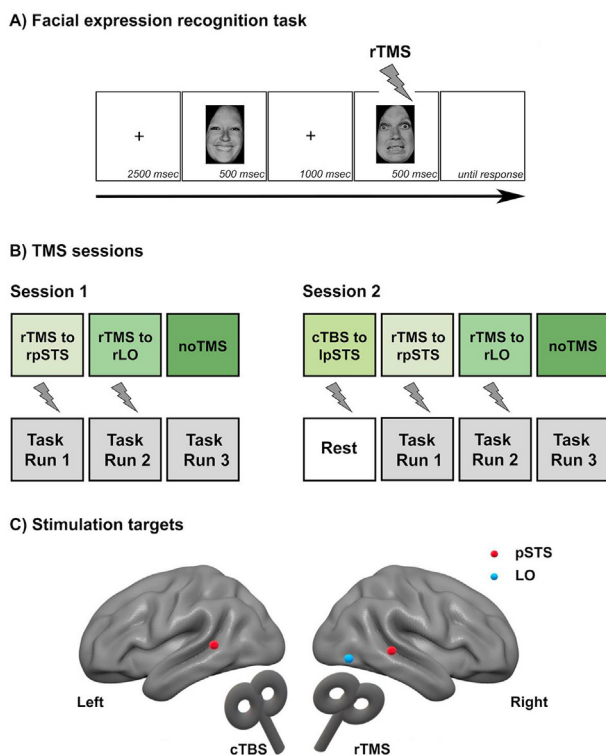 A) Facial expression recognition task
rTMS
+
+
2500 msec
500 msec
1000 msec
500 msec
until response
B) TMS sessions
Session 1
rTMS to
rpSTS
rTMS to
rLO
noTMS
Task
Run 1
Task
Run 2
Task
Run 3
Session 2
cTBS to
lpSTS
rTMS to
rpSTS
rTMS to
rLO
noTMS
Rest
Task
Run 1
Task
Run 2
Task
Run 3
C) Stimulation targets
pSTS
LO
Left
Right
cTBS
rTMS